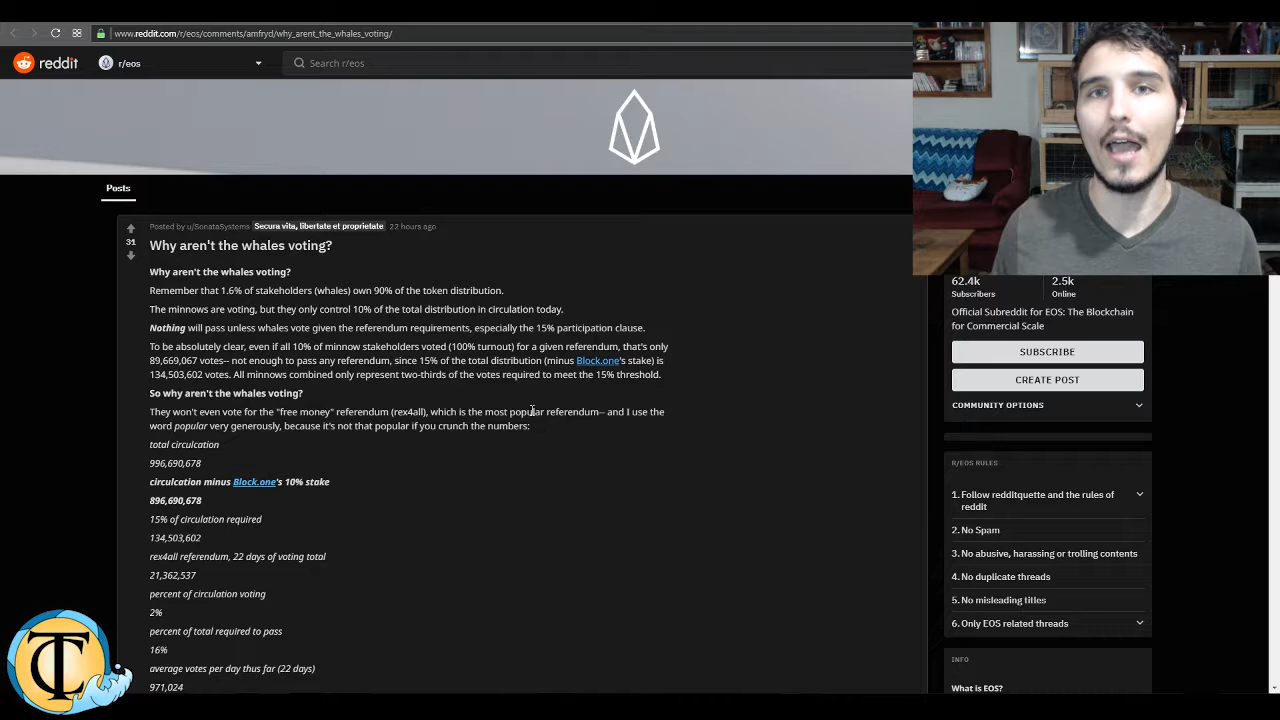 www.reddit.com/r/eos/comments/amfryd/why_arent_the_whales_voting/
reddit
r/eos
Search r/eos
Posts
Posted by u/SonataSystems Secura vita, libertate et proprietate 22 hours ago
31
Why aren't the whales voting?
Why aren't the whales voting?
Remember that 1.6% of stakeholders (whales) own 90% of the token distribution.
The minnows are voting, but they only control 10% of the total distribution in circulation today.
Nothing will pass unless whales vote given the referendum requirements, especially the 15% participation clause.
To be absolutely clear, even if all 10% of minnow stakeholders voted (100% turnout) for a given referendum, that's only
89,669,067 votes-- not enough to pass any referendum, since 15% of the total distribution (minus Block.one's stake) is
134,503,602 votes. All minnows combined only represent two-thirds of the votes required to meet the 15% threshold.
So why aren't the whales voting?
They won't even vote for the "free money" referendum (rex4all), which is the most popular referendum-- and I use the
word popular very generously, because it's not that popular if you crunch the numbers:
total circulcation
996,690,678
circulcation minus Block.one's 10% stake
896,690,678
15% of circulation required
134,503,602
rex4all referendum, 22 days of voting total
21,362,537
percent of circulation voting
2%
percent of total required to pass
16%
average votes per day thus far (22 days)
971,024
62.4k
2.5k
Subscribers
Online
Official Subreddit for EOS: The Blockchain
for Commercial Scale
SUBSCRIBE
CREATE POST
COMMUNITY OPTIONS
R/EOS RULES
1. Follow redditquette and the rules of
reddit
2. No Spam
3. No abusive, harassing or trolling contents
4. No duplicate threads
5. No misleading titles
6. Only EOS related threads
INFO
What is EOS?
TC